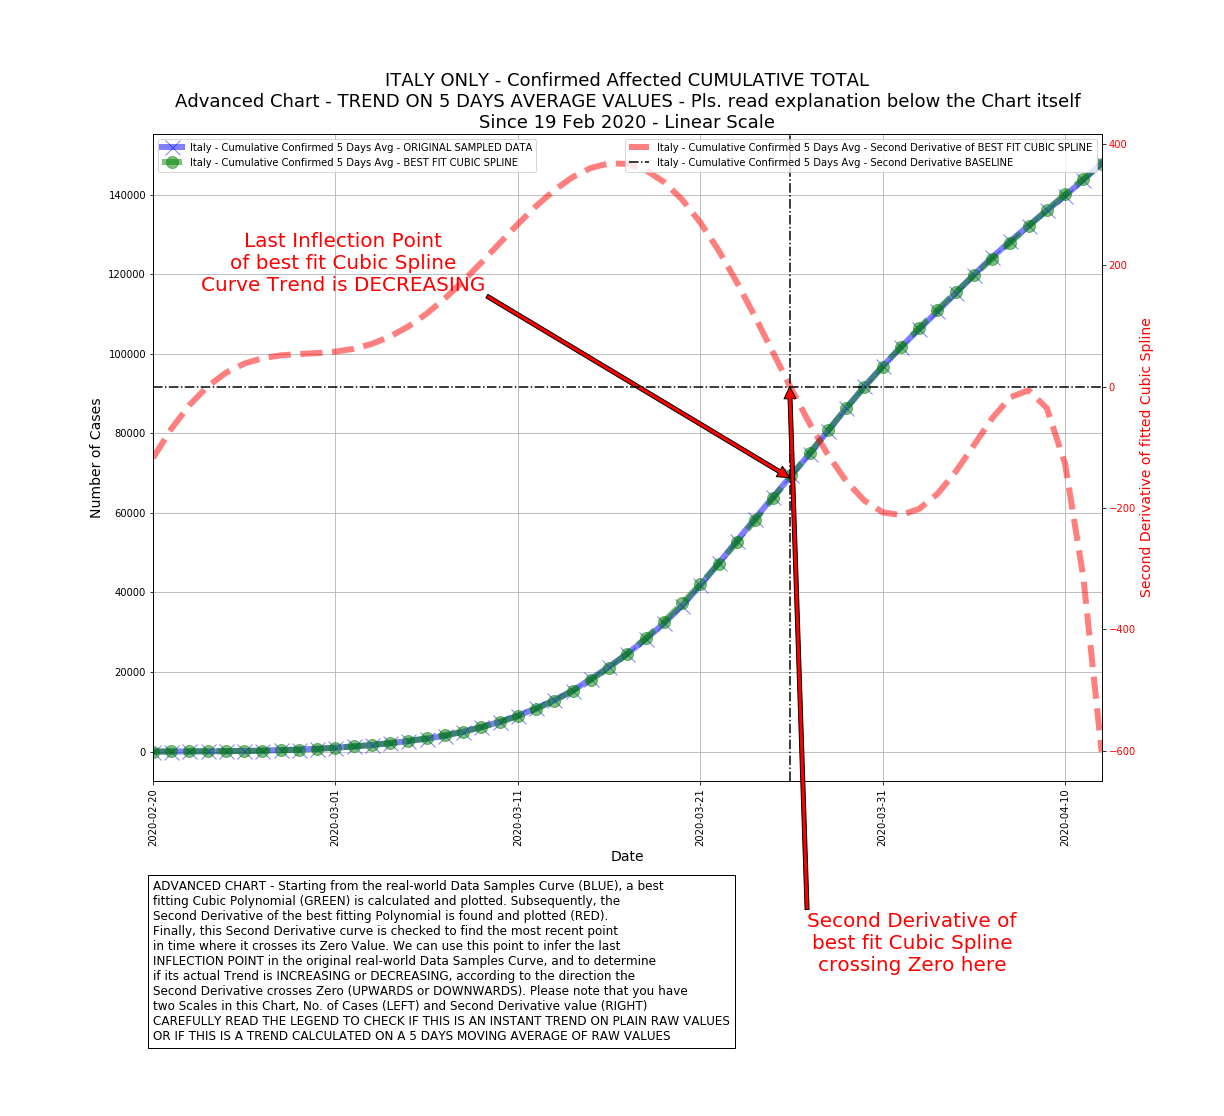 ITALY ONLY - Confirmed Affected CUMULATIVE TOTAL
Advanced Chart - TREND ON 5 DAYS AVERAGE VALUES - Pls. read explanation below the Chart itself
Since 19 Feb 2020 - Linear Scale
Italy - Cumulative Confirmed 5 Days Avg - ORIGINAL SAMPLED DATA
Italy - Cumulative Confirmed 5 Days Avg - BEST FIT CUBIC SPLINE
Italy - Cumulative Confirmed 5 Days Avg - Second Derivative of BEST FIT CUBIC SPLINE
Italy - Cumulative Confirmed 5 Days Avg - Second Derivative BASELINE
Last Inflection Point
of best fit Cubic Spline
Curve Trend is DECREASING
Number of Cases
140000
120000
100000
80000
60000
40000
20000
0
400
200
0
−200
−400
−600
Second Derivative of fitted Cubic Spline
2020-02-20
2020-03-01
2020-03-11
2020-03-21
2020-03-31
2020-04-10
Date
Second Derivative of
best fit Cubic Spline
crossing Zero here
ADVANCED CHART - Starting from the real-world Data Samples Curve (BLUE), a best
fitting Cubic Polynomial (GREEN) is calculated and plotted. Subsequently, the
Second Derivative of the best fitting Polynomial is found and plotted (RED).
Finally, this Second Derivative curve is checked to find the most recent point
in time where it crosses its Zero Value. We can use this point to infer the last
INFLECTION POINT in the original real-world Data Samples Curve, and to determine
if its actual Trend is INCREASING or DECREASING, according to the direction the
Second Derivative crosses Zero (UPWARDS or DOWNWARDS). Please note that you have
two Scales in this Chart, No. of Cases (LEFT) and Second Derivative value (RIGHT)
CAREFULLY READ THE LEGEND TO CHECK IF THIS IS AN INSTANT TREND ON PLAIN RAW VALUES
OR IF THIS IS A TREND CALCULATED ON A 5 DAYS MOVING AVERAGE OF RAW VALUES